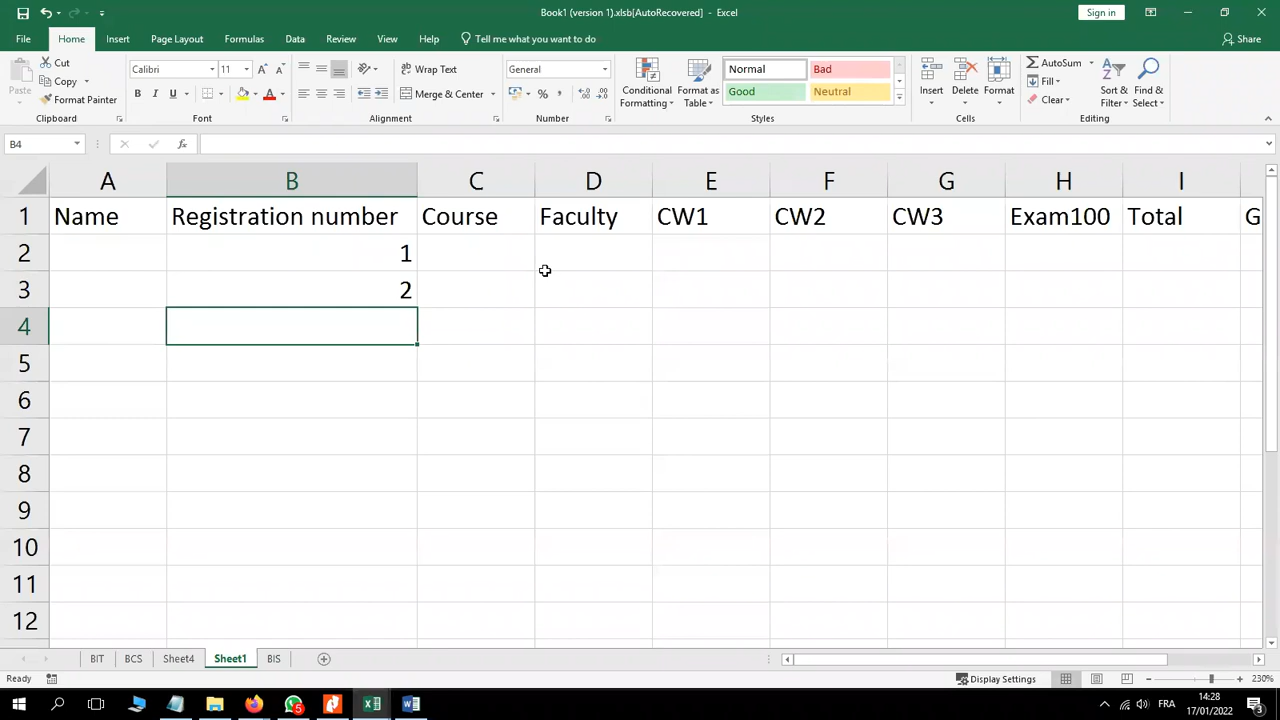 Book1 (version 1).xlsb[AutoRecovered] - Excel
Sign in
File Home Insert Page Layout Formulas Data Review View Help Tell me what you want to do Share
Paste
Cut
Copy
Format Painter
Clipboard
Calibri 11
B I U
Font
Wrap Text
Merge & Center
Alignment
General
%
Number
Conditional Formatting
Format as Table
Normal Bad
Good Neutral
Styles
Insert Delete Format
Cells
AutoSum
Fill
Clear
Sort & Filter
Find & Select
Editing
B4
fx
A B C D E F G H I
1 Name Registration number Course Faculty CW1 CW2 CW3 Exam100 Total G
2 1
3 2
4
5
6
7
8
9
10
11
12
BIT BCS Sheet4 Sheet1 BIS
Ready
Display Settings
230%
5
FRA
14:28
17/01/2022
3